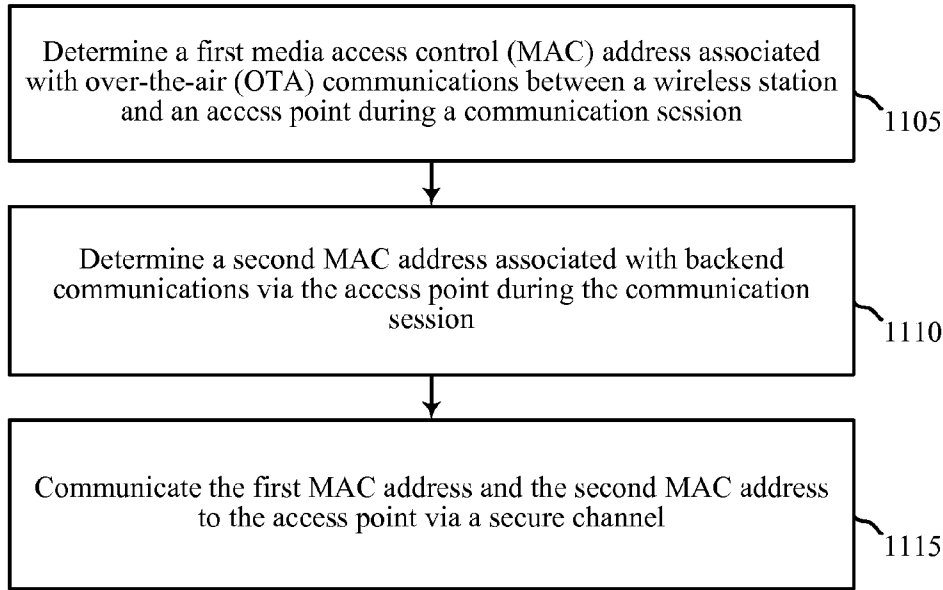 Determine a first media access control (MAC) address associated
with over-the-air (OTA) communications between a wireless station
and an access point during a communication session
1105
Determine a second MAC address associated with backend
communications via the access point during the communication
session
1110
Communicate the first MAC address and the second MAC address
to the access point via a secure channel
1115